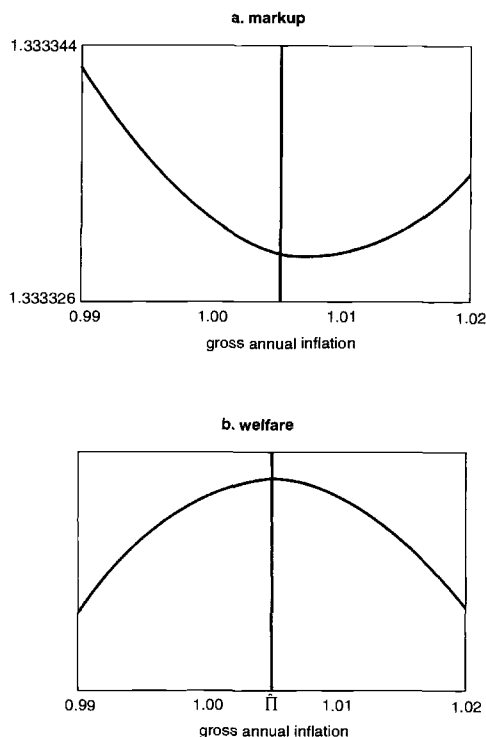 a. markup
1.333344
1.333326
0.99 1.00 1.01 1.02
gross annual inflation
b. welfare
0.99 1.00 Π̂ 1.01 1.02
gross annual inflation